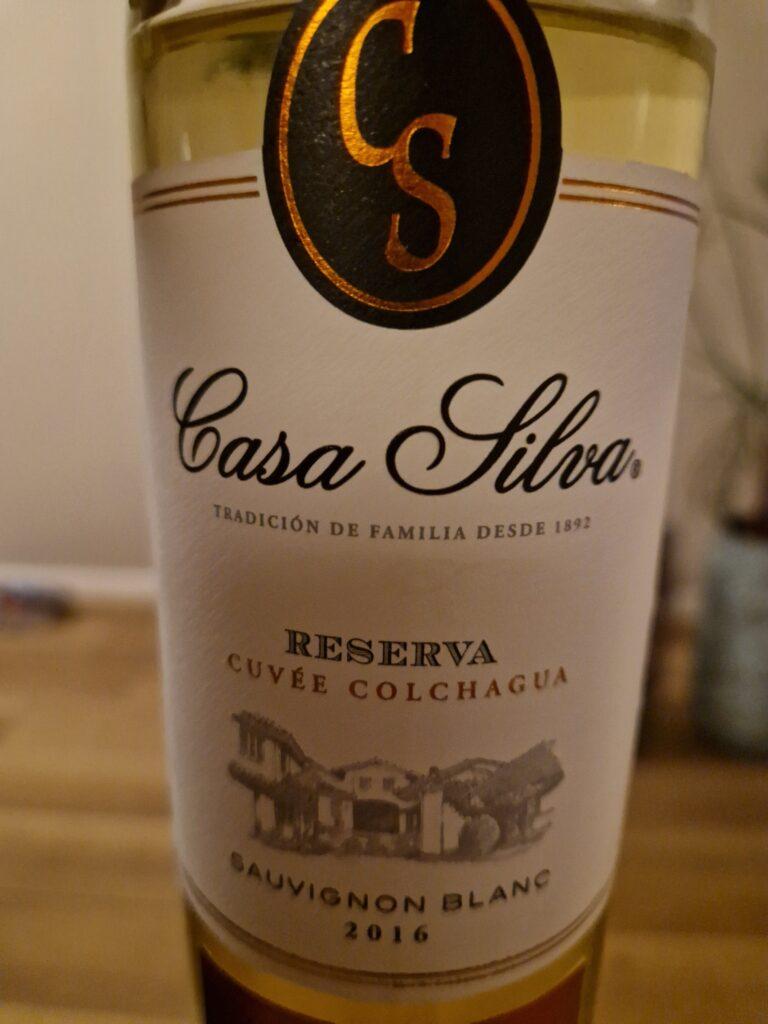 CS
Casa Silva®
TRADICIÓN DE FAMILIA DESDE 1892
RESERVA
CUVÉE COLCHAGUA
SAUVIGNON BLANC
2016